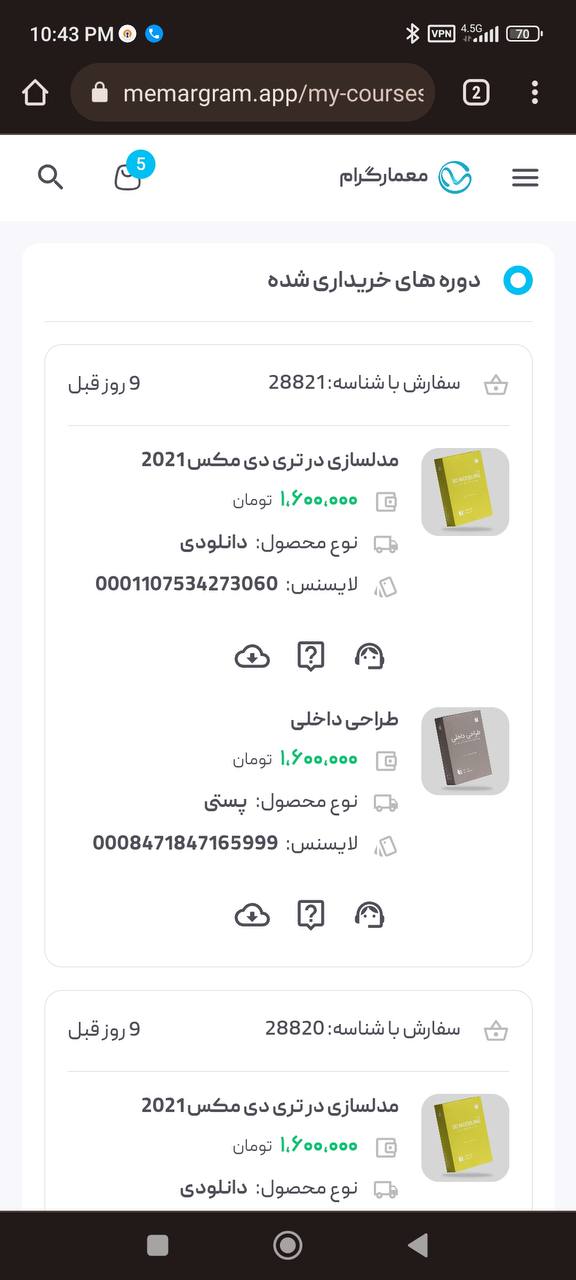 10:43 PM
VPN
4.5G
70
memargram.app/my-courses
2
5
معمارگرام
دوره های خریداری شده
سفارش با شناسه: 28821
9 روز قبل
مدلسازی در تری دی مکس 2021
۱,۶۰۰,۰۰۰ تومان
نوع محصول: دانلودی
لایسنس: 0001107534273060
طراحی داخلی
طراحی داخلی
۱,۶۰۰,۰۰۰ تومان
نوع محصول: پستی
لایسنس: 0008471847165999
سفارش با شناسه: 28820
9 روز قبل
مدلسازی در تری دی مکس 2021
۱,۶۰۰,۰۰۰ تومان
نوع محصول: دانلودی